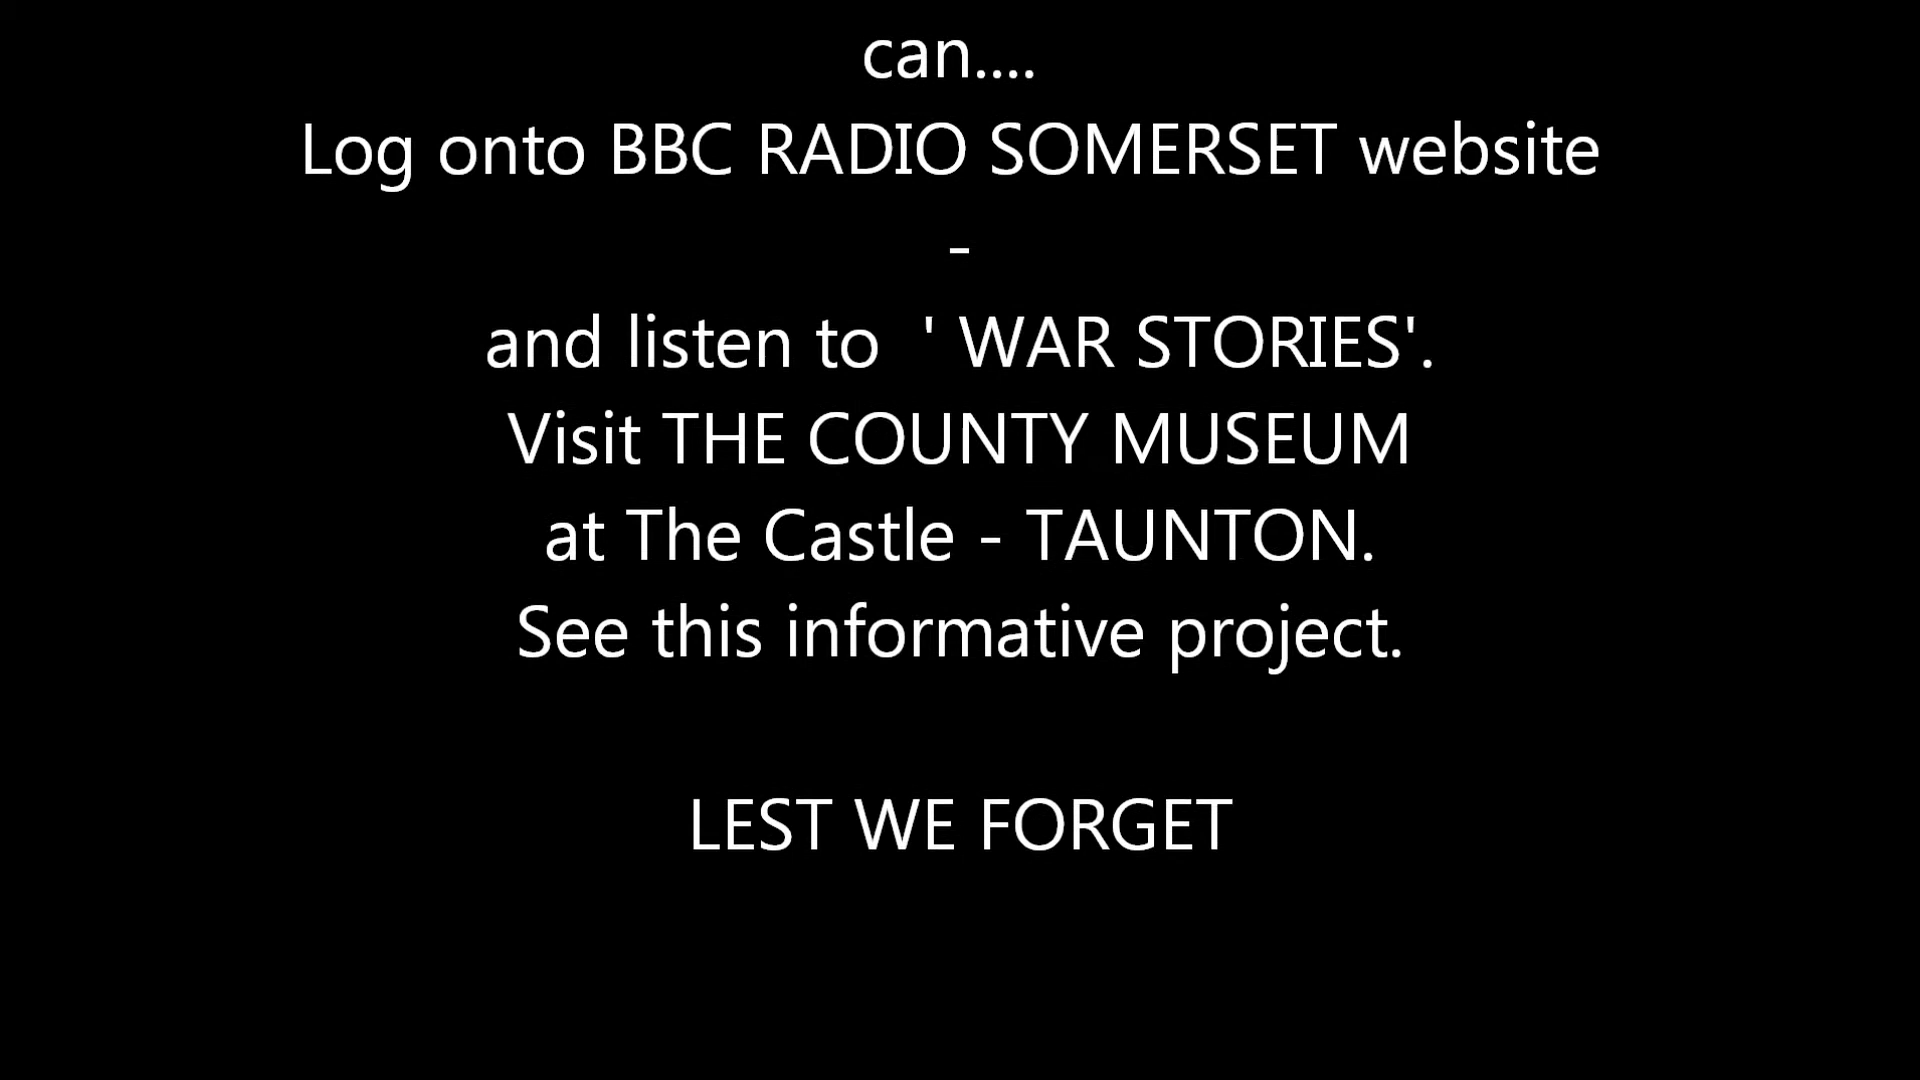 can....
Log onto BBC RADIO SOMERSET website
-
and listen to  ' WAR STORIES'.
Visit THE COUNTY MUSEUM
at The Castle - TAUNTON.
See this informative project.
LEST WE FORGET